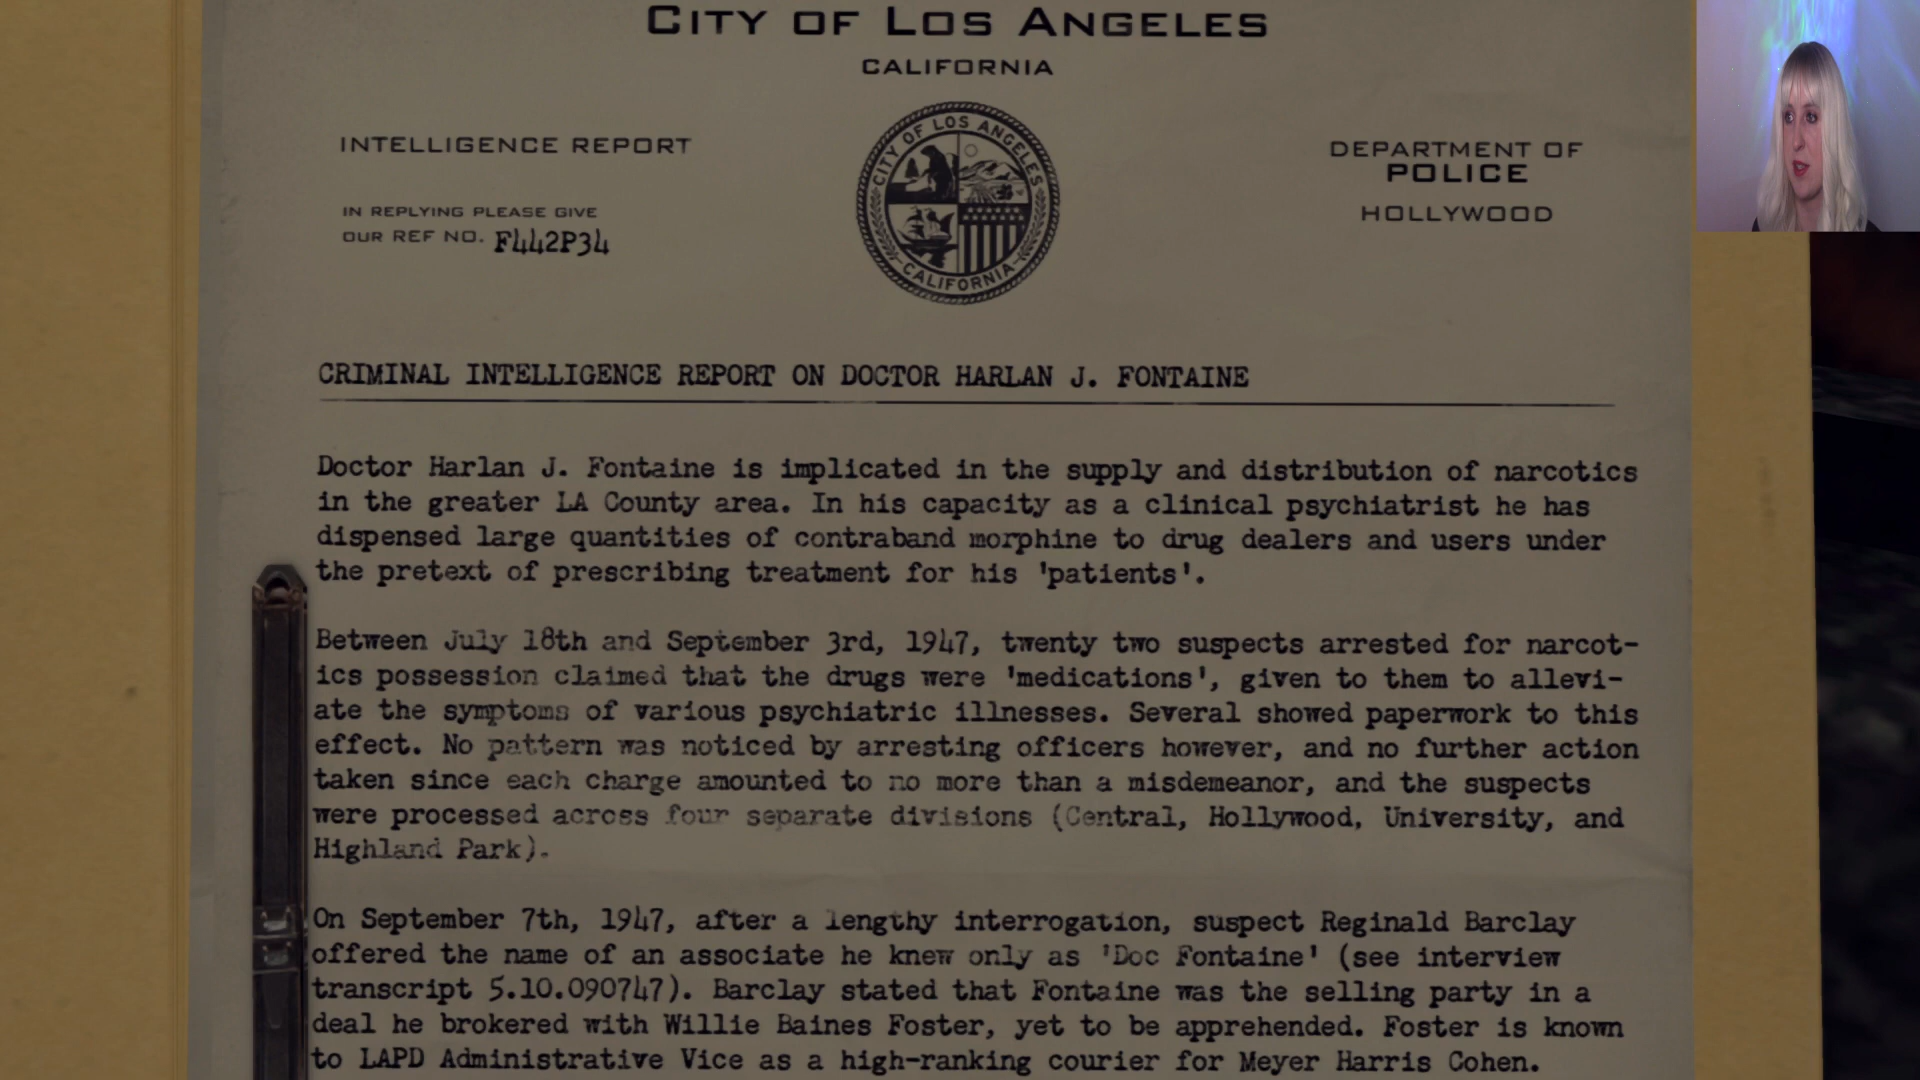 CITY OF LOS ANGELES
CALIFORNIA
INTELLIGENCE REPORT
IN REPLYING PLEASE GIVE
OUR REF NO. F442P34
CITY OF LOS ANGELES
CALIFORNIA
DEPARTMENT OF
POLICE
HOLLYWOOD
CRIMINAL INTELLIGENCE REPORT ON DOCTOR HARLAN J. FONTAINE
Doctor Harlan J. Fontaine is implicated in the supply and distribution of narcotics
in the greater LA County area. In his capacity as a clinical psychiatrist he has
dispensed large quantities of contraband morphine to drug dealers and users under
the pretext of prescribing treatment for his 'patients'.
Between July 18th and September 3rd, 1947, twenty two suspects arrested for narcot-
ics possession claimed that the drugs were 'medications', given to them to allevi-
ate the symptoms of various psychiatric illnesses. Several showed paperwork to this
effect. No pattern was noticed by arresting officers however, and no further action
taken since each charge amounted to no more than a misdemeanor, and the suspects
were processed across four separate divisions (Central, Hollywood, University, and
Highland Park).
On September 7th, 1947, after a lengthy interrogation, suspect Reginald Barclay
offered the name of an associate he knew only as 'Doc Fontaine' (see interview
transcript 5.10.090747). Barclay stated that Fontaine was the selling party in a
deal he brokered with Willie Baines Foster, yet to be apprehended. Foster is known
to LAPD Administrative Vice as a high-ranking courier for Meyer Harris Cohen.